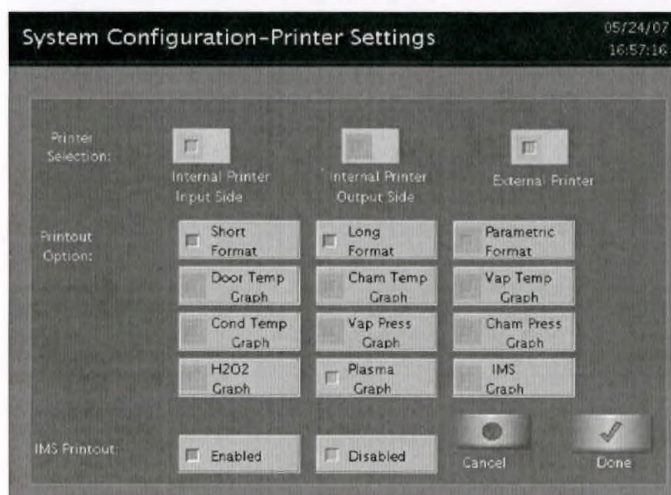 System Configuration-Printer Settings
05/24/07
16:57:16
Printer
Selection:
Internal Printer
Input Side
Internal Printer
Output Side
External Printer
Printout
Option:
Short
Format
Long
Format
Parametric
Format
Door Temp
Graph
Cham Temp
Graph
Vap Temp
Graph
Cond Temp
Graph
Vap Press
Graph
Cham Press
Graph
H2O2
Graph
Plasma
Graph
IMS
Graph
IMS Printout:
Enabled
Disabled
Cancel
Done